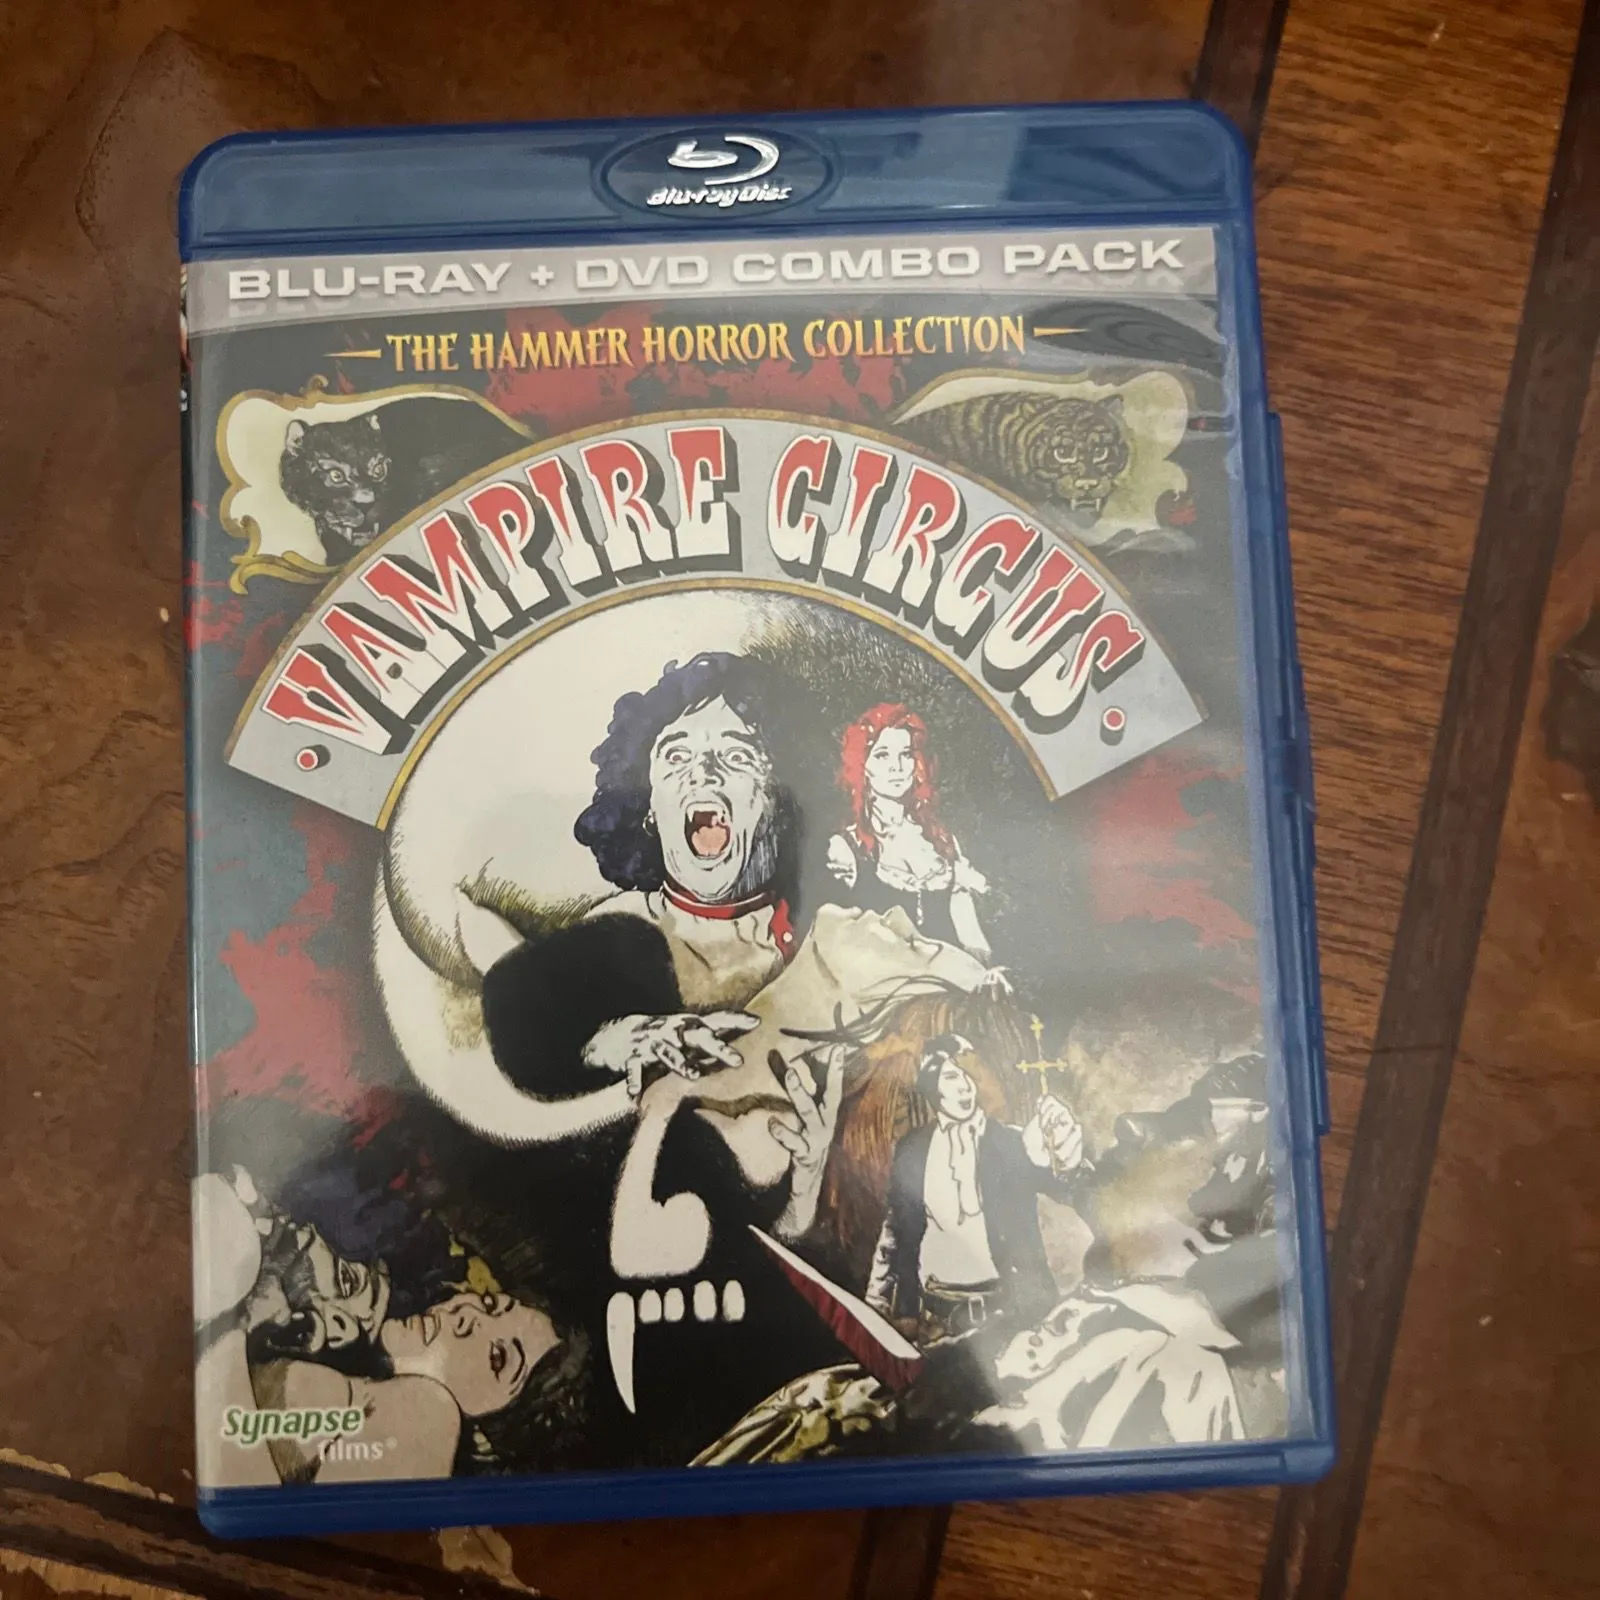 Blu-ray Disc
BLU-RAY + DVD COMBO PACK
THE HAMMER HORROR COLLECTION
VAMPIRE CIRCUS
Synapse
films®